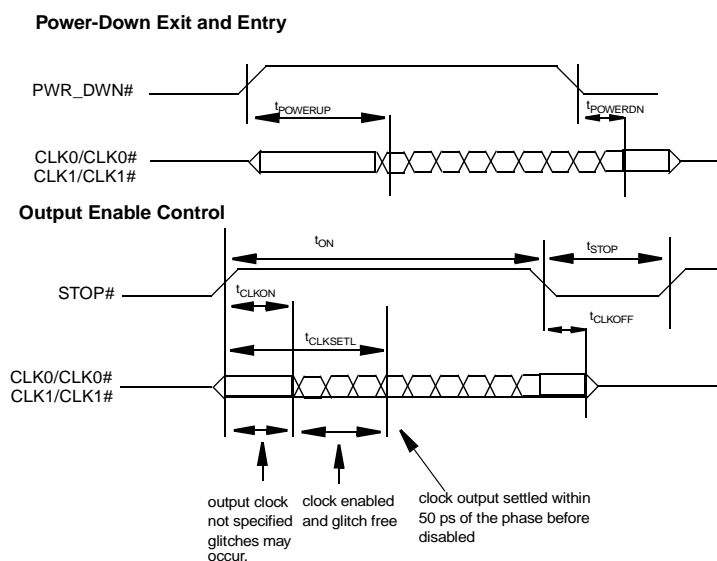 Power-Down Exit and Entry
PWR_DWN#
tPOWERUP
tPOWERDN
CLK0/CLK0#
CLK1/CLK1#
Output Enable Control
tON
tSTOP
STOP#
tCLKON
tCLKOFF
tCLKSETL
CLK0/CLK0#
CLK1/CLK1#
output clock
not specified
glitches may
occur.
clock enabled
and glitch free
clock output settled within
50 ps of the phase before
disabled